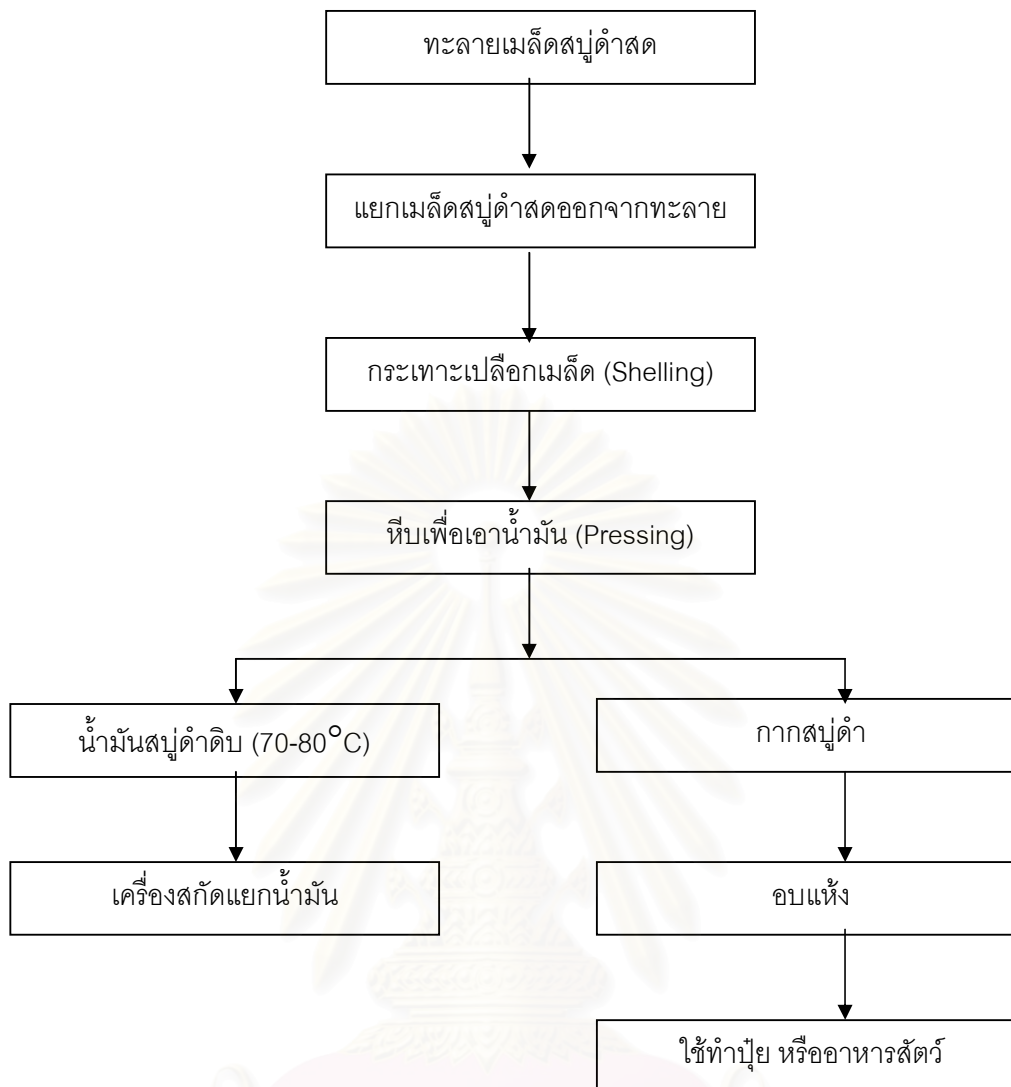 ทะลายเมล็ดสบู่ดำสด
แยกเมล็ดสบู่ดำสดออกจากทะลาย
กระเทาะเปลือกเมล็ด (Shelling)
หีบเพื่อเอาน้ำมัน (Pressing)
น้ำมันสบู่ดำดิบ (70-80°C)
กากสบู่ดำ
เครื่องสกัดแยกน้ำมัน
อบแห้ง
ใช้ทำปุ๋ย หรืออาหารสัตว์